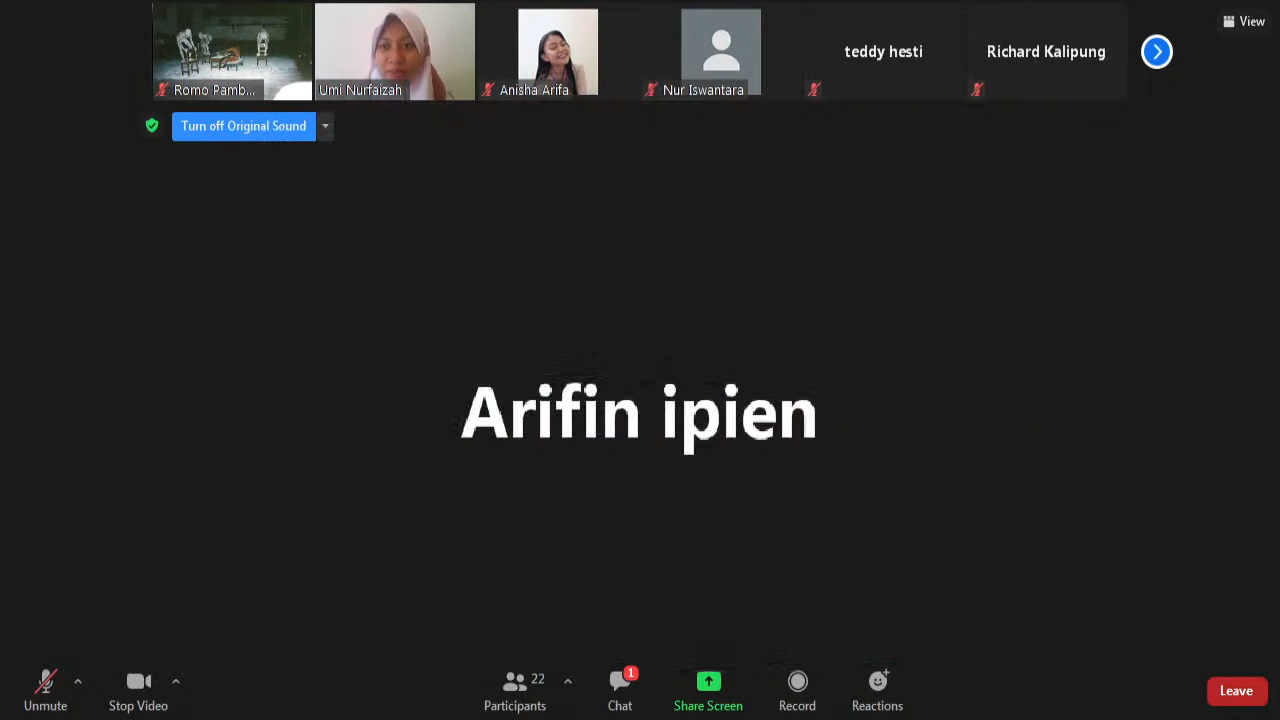 Romo Pamb...
Umi Nurfaizah
Anisha Arifa
Nur Iswantara
teddy hesti
Richard Kalipung
View
Turn off Original Sound
Arifin ipien
Unmute
Stop Video
22
Participants
1
Chat
Share Screen
Record
Reactions
Leave